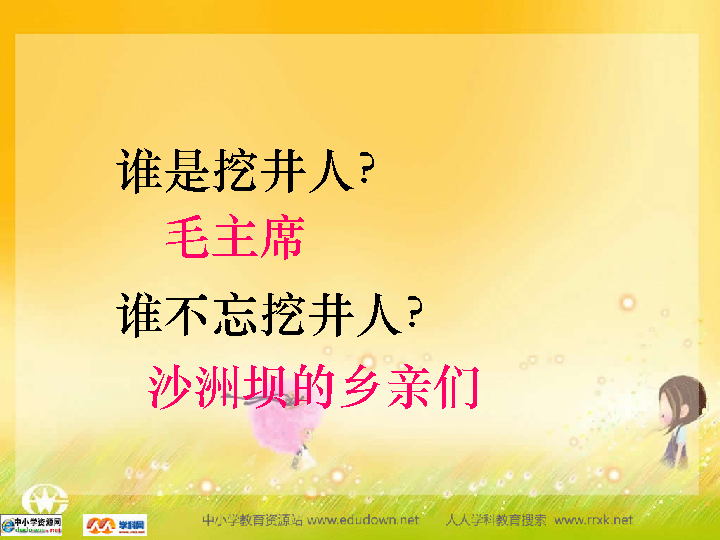 谁是挖井人?
毛主席
谁不忘挖井人?
沙洲坝的乡亲们
中小学资源网
学科网
中小学教育资源站 www.edudown.net 人人学科教育搜索 www.rrxk.net